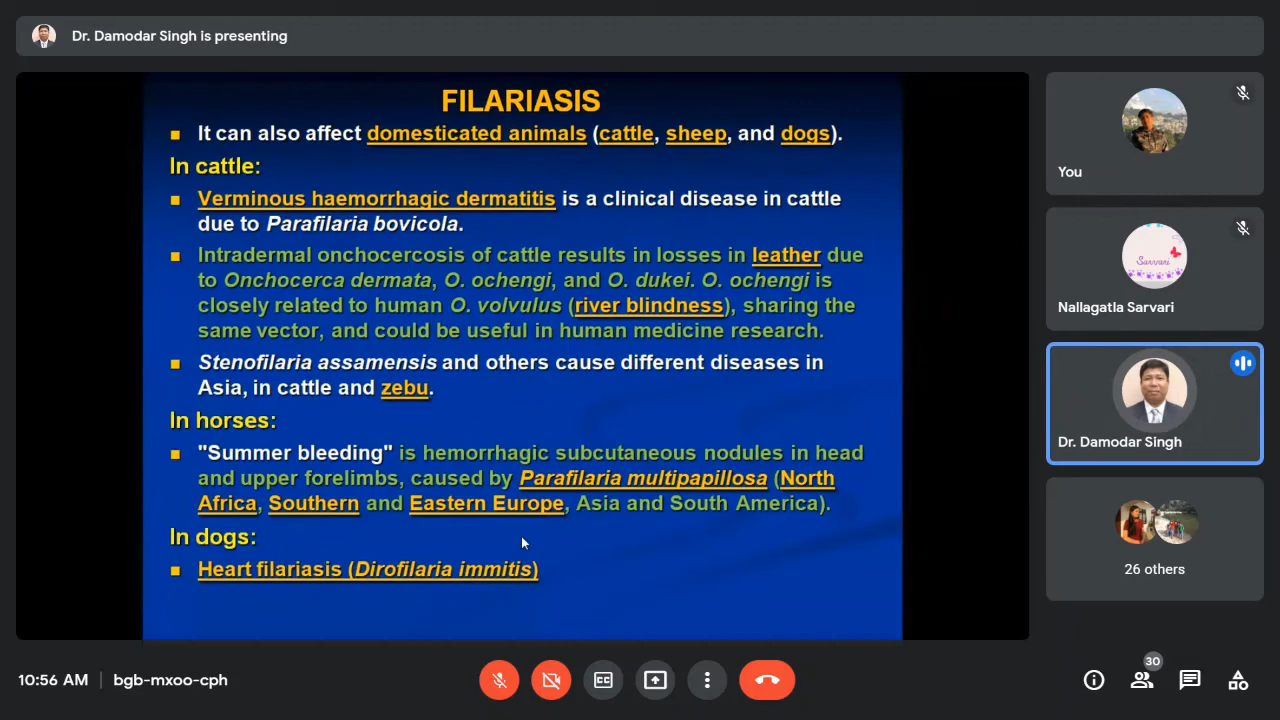 Dr. Damodar Singh is presenting
FILARIASIS
■ It can also affect domesticated animals (cattle, sheep, and dogs).
In cattle:
■ Verminous haemorrhagic dermatitis is a clinical disease in cattle
due to Parafilaria bovicola.
■ Intradermal onchocercosis of cattle results in losses in leather due
to Onchocerca dermata, O. ochengi, and O. dukei. O. ochengi is
closely related to human O. volvulus (river blindness), sharing the
same vector, and could be useful in human medicine research.
■ Stenofilaria assamensis and others cause different diseases in
Asia, in cattle and zebu.
In horses:
■ "Summer bleeding" is hemorrhagic subcutaneous nodules in head
and upper forelimbs, caused by Parafilaria multipapillosa (North
Africa, Southern and Eastern Europe, Asia and South America).
In dogs:
■ Heart filariasis (Dirofilaria immitis)
You
Sarvari
Nallagatla Sarvari
Dr. Damodar Singh
26 others
10:56 AM | bgb-mxoo-cph
CC
30